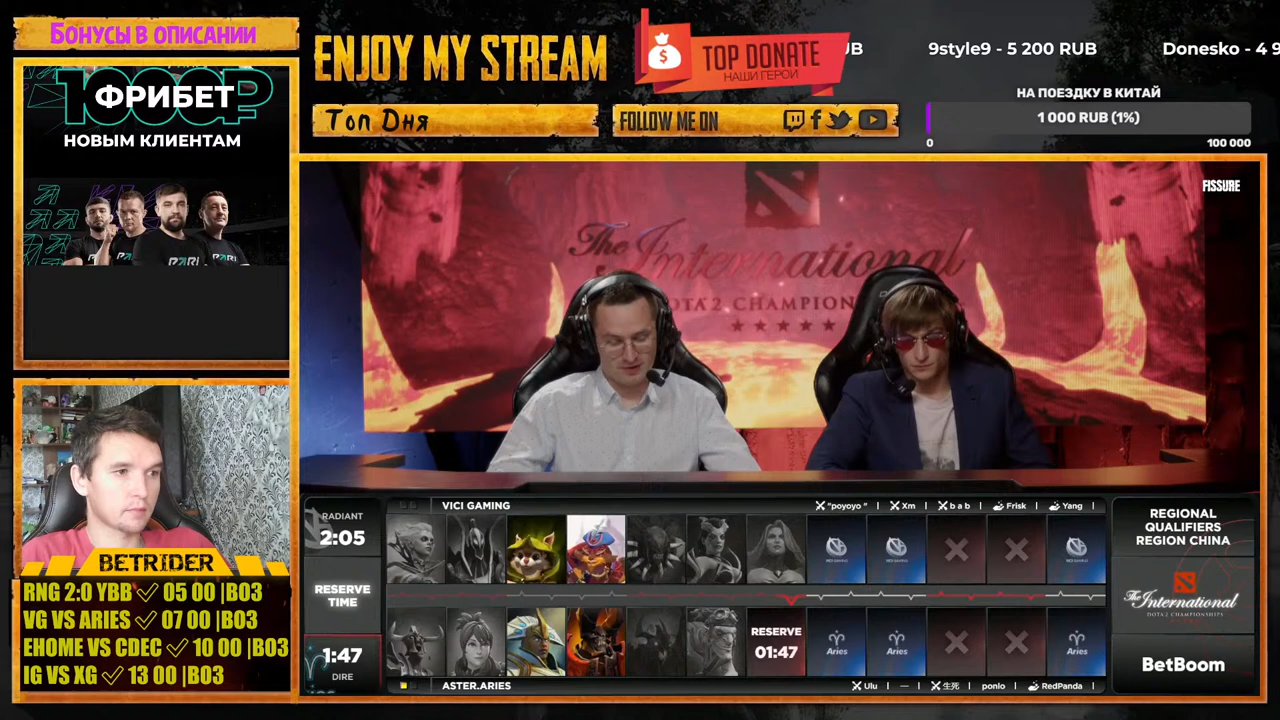 Бонусы в описании
1000₽
ФРИБЕТ
НОВЫМ КЛИЕНТАМ
ENJOY MY STREAM
TOP DONATE
НАШИ ГЕРОИ
UB
9style9 - 5 200 RUB
Donesko - 4 9
Топ Дня
FOLLOW ME ON
НА ПОЕЗДКУ В КИТАЙ
1 000 RUB (1%)
0
100 000
FISSURE
The International
DOTA 2 CHAMPION
BETRIDER
RNG 2:0 YBB ✓ 05 00 |BO3
VG VS ARIES ✓ 07 00 |BO3
EHOME VS CDEC ✓ 10 00 |BO3
IG VS XG ✓ 13 00 |BO3
RADIANT
2:05
RESERVE
TIME
1:47
DIRE
VICI GAMING
"poyoyo" | Xm | b a b | Frisk | Yang |
RESERVE
01:47
Aries
Aries
Aries
ASTER.ARIES
Ulu | — | 生死 | ponlo | RedPanda |
REGIONAL
QUALIFIERS
REGION CHINA
The International
BetBoom